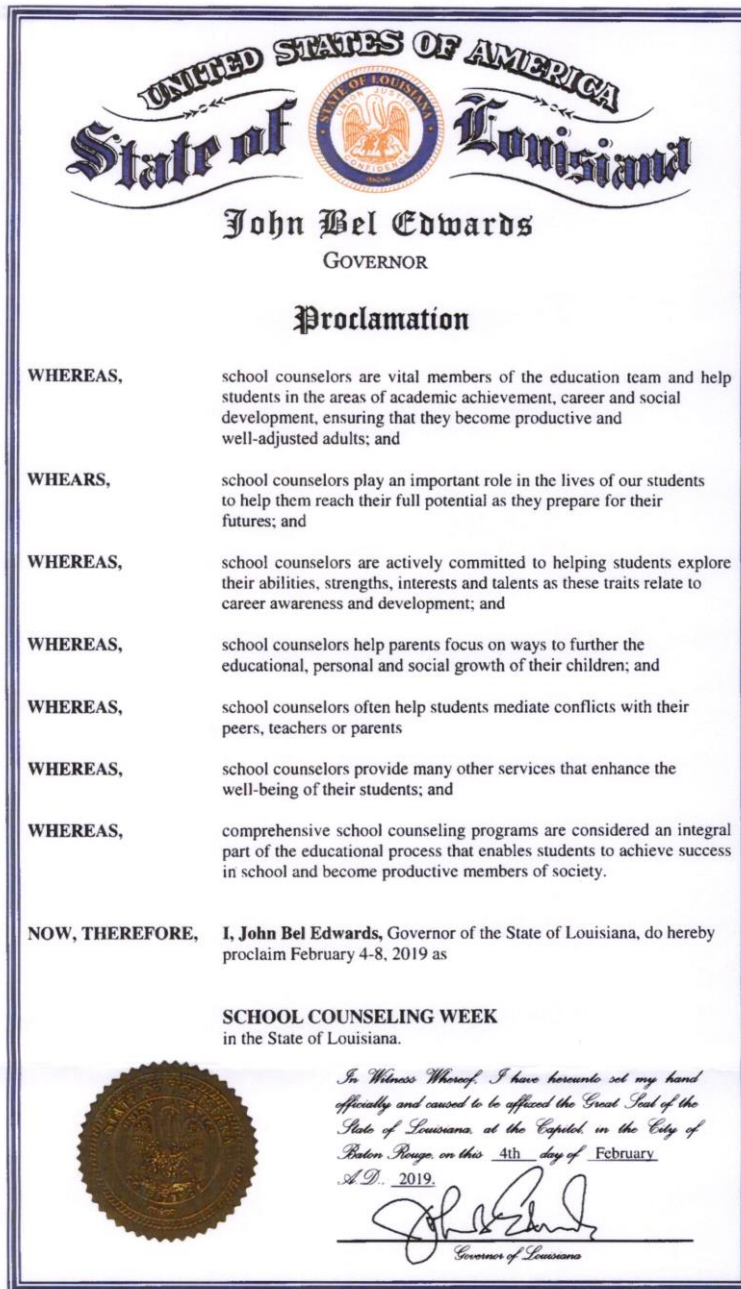 UNITED STATES OF AMERICA
State of Louisiana
STATE OF LOUISIANA
UNION JUSTICE
CONFIDENCE
John Bel Edwards
GOVERNOR
Proclamation
WHEREAS, school counselors are vital members of the education team and help
students in the areas of academic achievement, career and social
development, ensuring that they become productive and
well-adjusted adults; and
WHEARS, school counselors play an important role in the lives of our students
to help them reach their full potential as they prepare for their
futures; and
WHEREAS, school counselors are actively committed to helping students explore
their abilities, strengths, interests and talents as these traits relate to
career awareness and development; and
WHEREAS, school counselors help parents focus on ways to further the
educational, personal and social growth of their children; and
WHEREAS, school counselors often help students mediate conflicts with their
peers, teachers or parents
WHEREAS, school counselors provide many other services that enhance the
well-being of their students; and
WHEREAS, comprehensive school counseling programs are considered an integral
part of the educational process that enables students to achieve success
in school and become productive members of society.
NOW, THEREFORE, I, John Bel Edwards, Governor of the State of Louisiana, do hereby
proclaim February 4-8, 2019 as
SCHOOL COUNSELING WEEK
in the State of Louisiana.
In Witness Whereof, I have hereunto set my hand
officially and caused to be affixed the Great Seal of the
State of Louisiana, at the Capitol, in the City of
Baton Rouge, on this 4th day of February
A.D., 2019.
John B Edwards
Governor of Louisiana